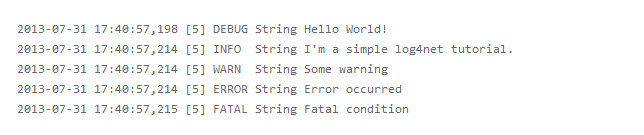 2013-07-31 17:40:57,198 [5] DEBUG String Hello World!
2013-07-31 17:40:57,214 [5] INFO  String I'm a simple log4net tutorial.
2013-07-31 17:40:57,214 [5] WARN  String Some warning
2013-07-31 17:40:57,214 [5] ERROR String Error occurred
2013-07-31 17:40:57,215 [5] FATAL String Fatal condition